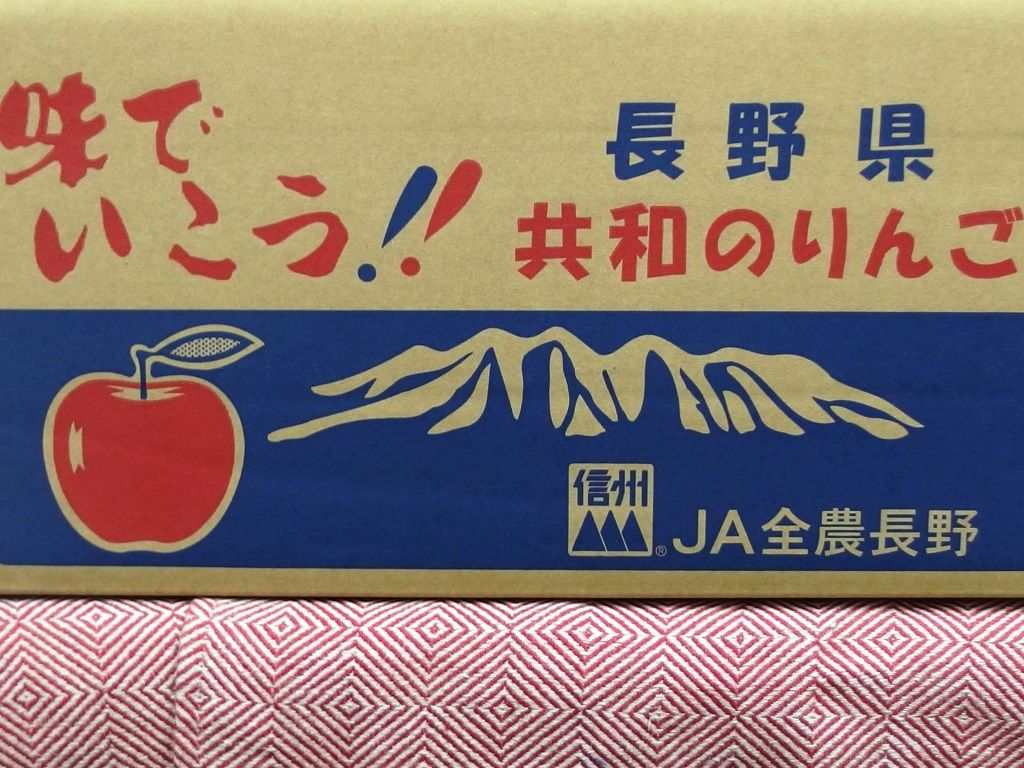 味で
いこう!!
長野県
共和のりんご
信州
® JA全農長野